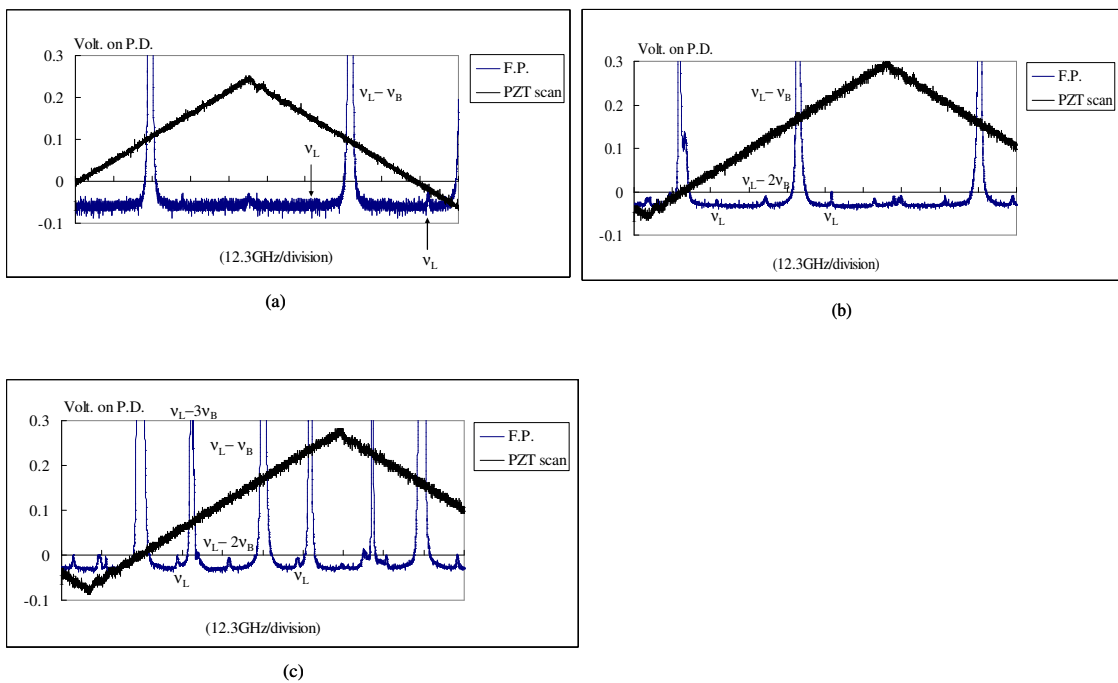 Volt. on P.D.
0.3
0.2
0.1
0
-0.1
F.P.
PZT scan
νL− νB
νL
νL
(12.3GHz/division)
(a)
Volt. on P.D.
0.3
0.2
0.1
0
-0.1
F.P.
PZT scan
νL− νB
νL−2νB
νL
νL
(12.3GHz/division)
(b)
Volt. on P.D.
0.3
0.2
0.1
0
-0.1
νL−3νB
νL− νB
F.P.
PZT scan
νL−2νB
νL
νL
(12.3GHz/division)
(c)